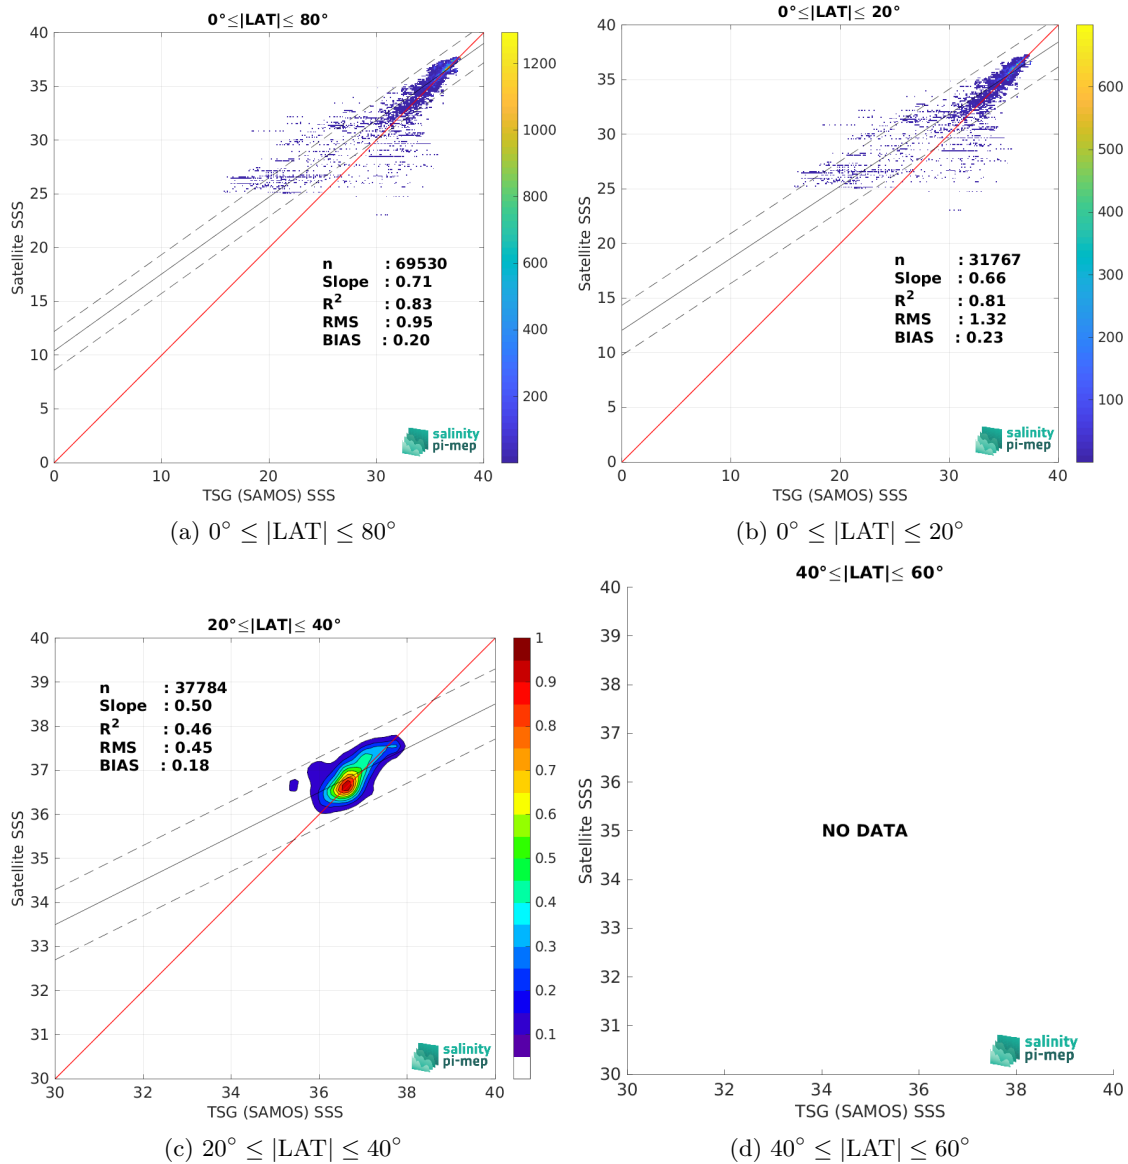 0°≤|LAT|≤ 80°
40
35
30
25
20
15
10
5
0
0
10
20
30
40
Satellite SSS
TSG (SAMOS) SSS
n : 69530
Slope : 0.71
R2 : 0.83
RMS : 0.95
BIAS : 0.20
1200
1000
800
600
400
200
salinity
pi-mep
(a) 0° ≤ |LAT| ≤ 80°
0°≤|LAT|≤ 20°
40
35
30
25
20
15
10
5
0
0
10
20
30
40
Satellite SSS
TSG (SAMOS) SSS
n : 31767
Slope : 0.66
R2 : 0.81
RMS : 1.32
BIAS : 0.23
600
500
400
300
200
100
salinity
pi-mep
(b) 0° ≤ |LAT| ≤ 20°
20°≤|LAT|≤ 40°
40
39
38
37
36
35
34
33
32
31
30
30
32
34
36
38
40
Satellite SSS
TSG (SAMOS) SSS
n : 37784
Slope : 0.50
R2 : 0.46
RMS : 0.45
BIAS : 0.18
1
0.9
0.8
0.7
0.6
0.5
0.4
0.3
0.2
0.1
salinity
pi-mep
(c) 20° ≤ |LAT| ≤ 40°
40°≤|LAT|≤ 60°
40
39
38
37
36
35
34
33
32
31
30
30
32
34
36
38
40
Satellite SSS
TSG (SAMOS) SSS
NO DATA
salinity
pi-mep
(d) 40° ≤ |LAT| ≤ 60°